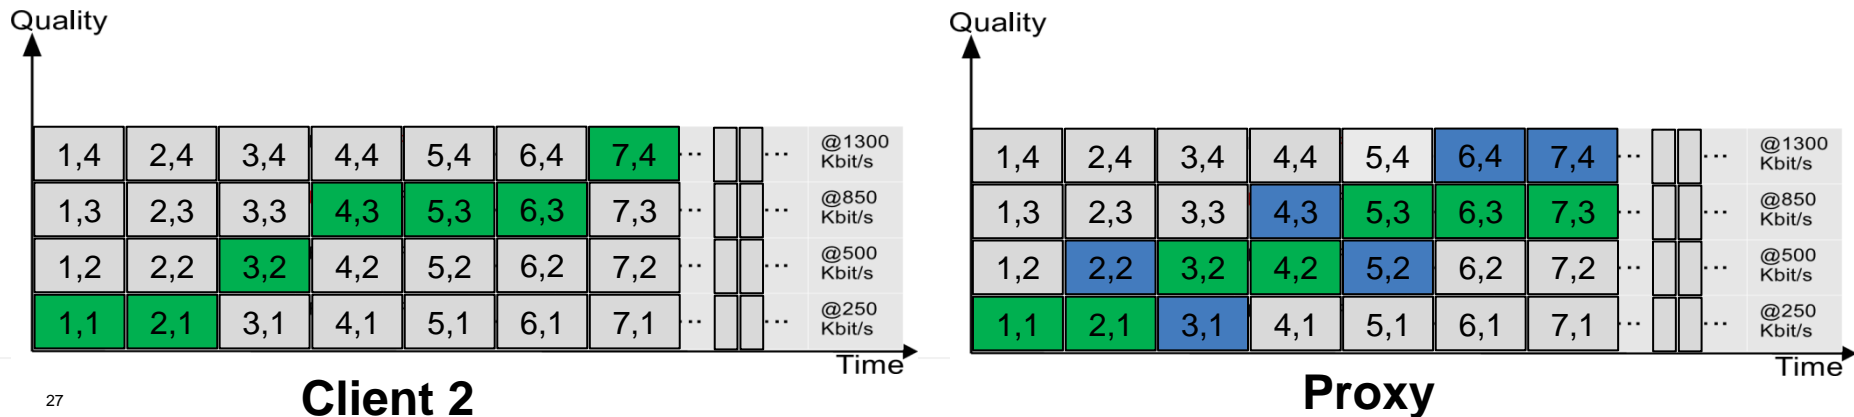 Quality
1,4 2,4 3,4 4,4 5,4 6,4 7,4 ... ... @1300 Kbit/s
1,3 2,3 3,3 4,3 5,3 6,3 7,3 ... ... @850 Kbit/s
1,2 2,2 3,2 4,2 5,2 6,2 7,2 ... ... @500 Kbit/s
1,1 2,1 3,1 4,1 5,1 6,1 7,1 ... ... @250 Kbit/s
Time
Client 2
27
Quality
1,4 2,4 3,4 4,4 5,4 6,4 7,4 ... ... @1300 Kbit/s
1,3 2,3 3,3 4,3 5,3 6,3 7,3 ... ... @850 Kbit/s
1,2 2,2 3,2 4,2 5,2 6,2 7,2 ... ... @500 Kbit/s
1,1 2,1 3,1 4,1 5,1 6,1 7,1 ... ... @250 Kbit/s
Time
Proxy